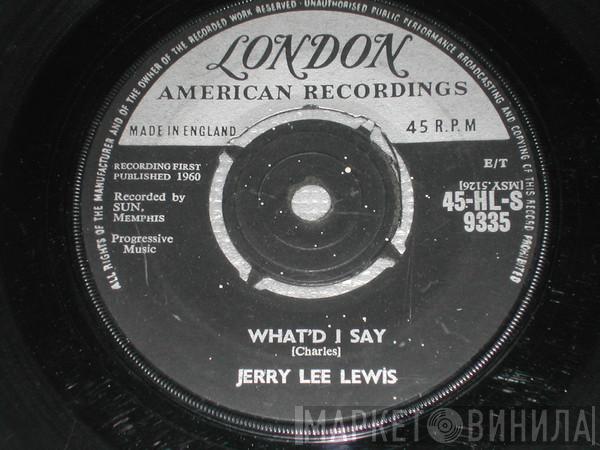 ALL RIGHTS OF THE MANUFACTURER AND OF THE OWNER OF THE RECORDED WORK RESERVED · UNAUTHORISED PUBLIC PERFORMANCE BROADCASTING AND COPYING OF THIS RECORD PROHIBITED
LONDON
AMERICAN RECORDINGS
MADE IN ENGLAND
45 R.P.M
RECORDING FIRST
PUBLISHED 1960
E/T
Recorded by
SUN,
MEMPHIS
[MSY.5126]
45-HL-S
9335
Progressive
Music
WHAT'D I SAY
[Charles]
JERRY LEE LEWIS
МАРКЕТ ВИНИЛА